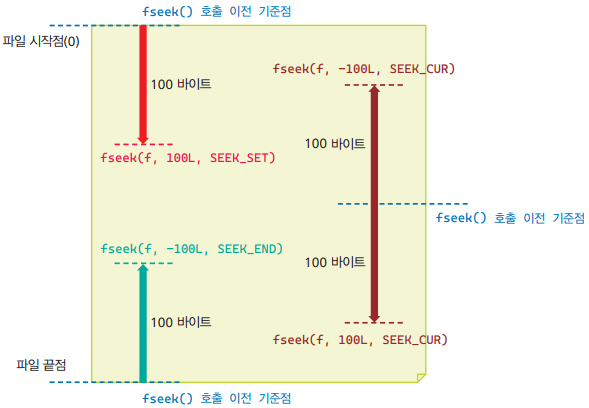 fseek() 호출 이전 기준점
파일 시작점(0)
fseek(f, -100L, SEEK_CUR)
100 바이트
100 바이트
fseek(f, 100L, SEEK_SET)
fseek() 호출 이전 기준점
fseek(f, -100L, SEEK_END)
100 바이트
100 바이트
fseek(f, 100L, SEEK_CUR)
파일 끝점
fseek() 호출 이전 기준점